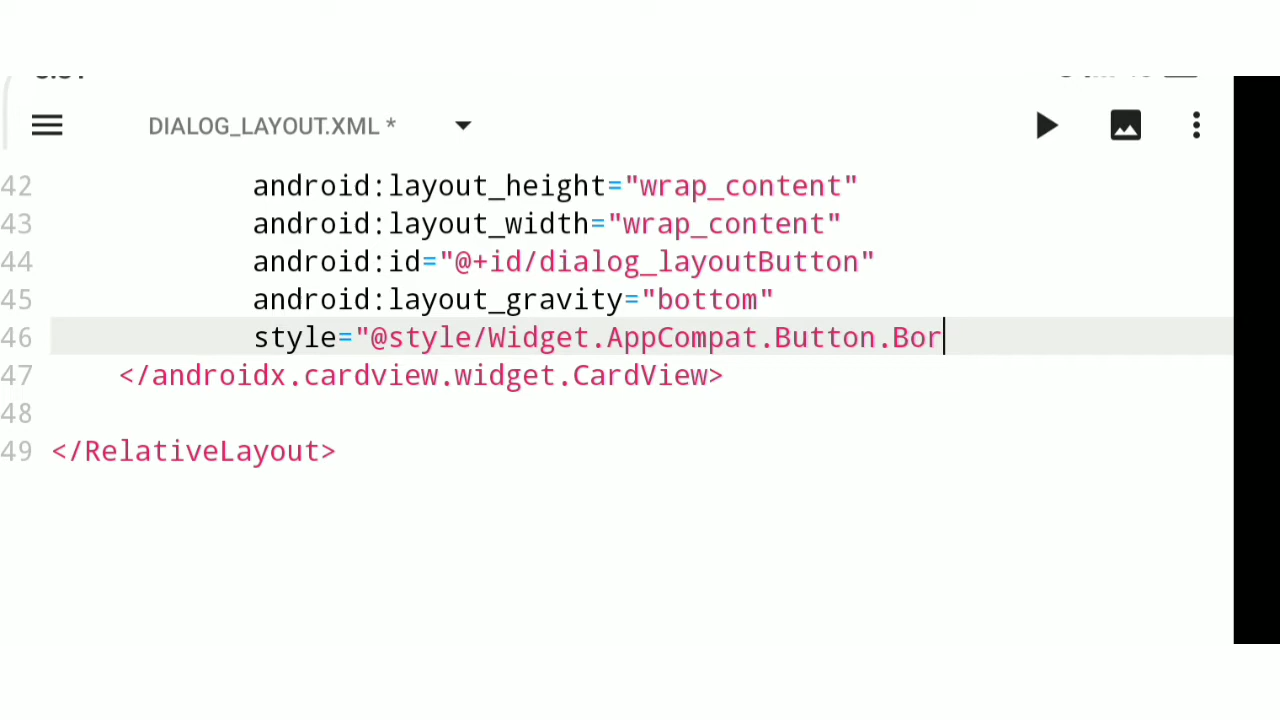 DIALOG_LAYOUT.XML *
42 android:layout_height="wrap_content"
43 android:layout_width="wrap_content"
44 android:id="@+id/dialog_layoutButton"
45 android:layout_gravity="bottom"
46 style="@style/Widget.AppCompat.Button.Bor
47 </androidx.cardview.widget.CardView>
48
49 </RelativeLayout>